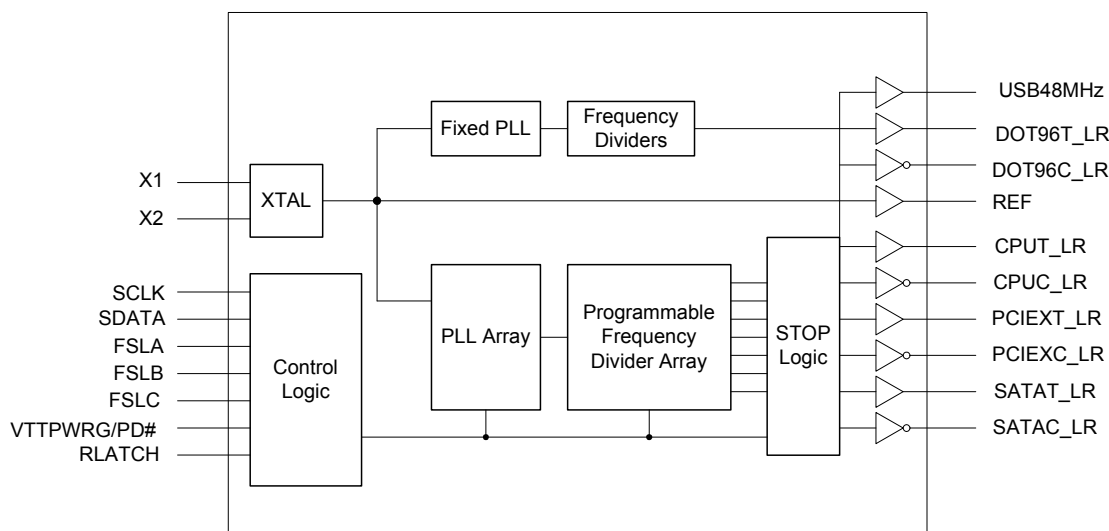 X1
X2
SCLK
SDATA
FSLA
FSLB
FSLC
VTTPWRG/PD#
RLATCH
XTAL
Control
Logic
Fixed PLL
Frequency
Dividers
PLL Array
Programmable
Frequency
Divider Array
STOP
Logic
USB48MHz
DOT96T_LR
DOT96C_LR
REF
CPUT_LR
CPUC_LR
PCIEXT_LR
PCIEXC_LR
SATAT_LR
SATAC_LR